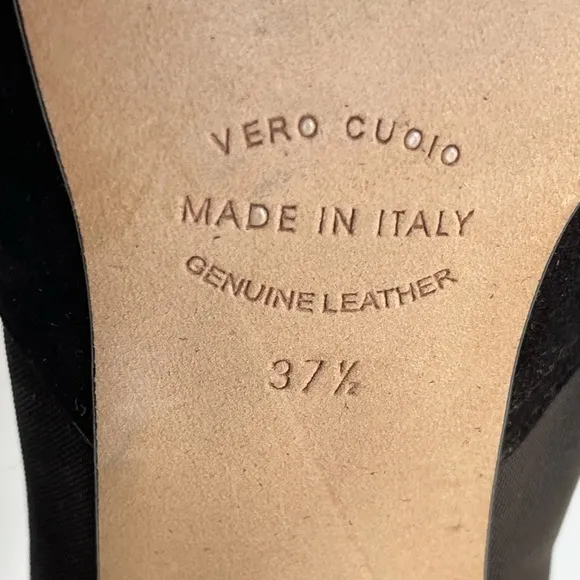 VERO CUOIO
MADE IN ITALY
GENUINE LEATHER
37½